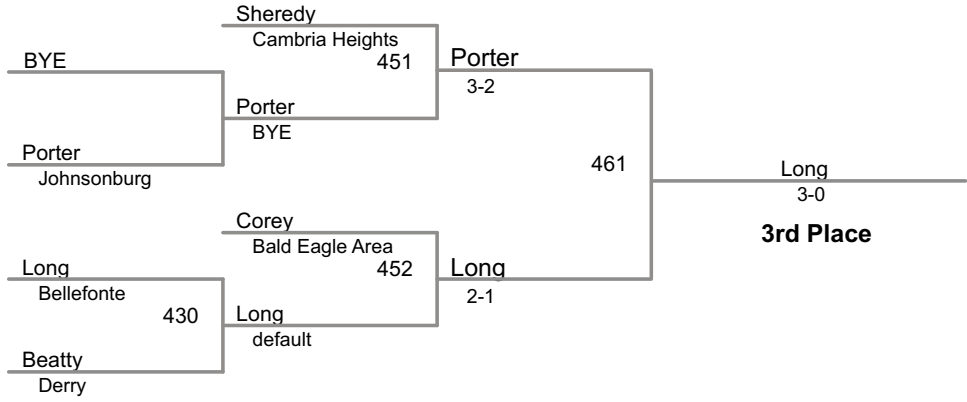 Sheredy
Cambria Heights
451
BYE
Porter
3-2
Porter
BYE
Porter
Johnsonburg
461
Long
3-0
3rd Place
Corey
Bald Eagle Area
452
Long
Bellefonte
Long
2-1
430
Long
default
Beatty
Derry